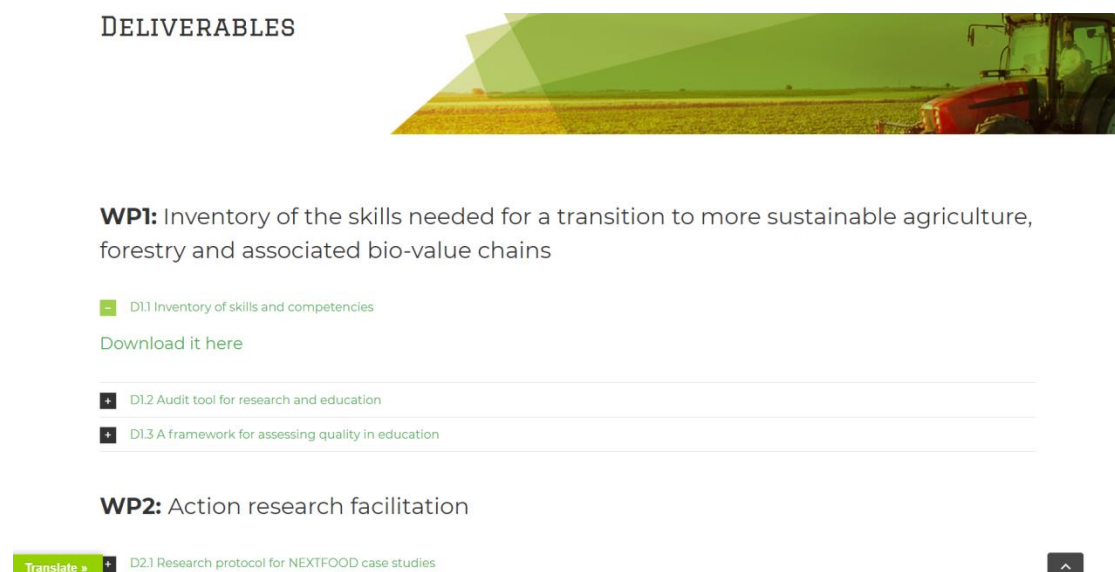 DELIVERABLES
WP1: Inventory of the skills needed for a transition to more sustainable agriculture,
forestry and associated bio-value chains
D1.1 Inventory of skills and competencies
Download it here
D1.2 Audit tool for research and education
D1.3 A framework for assessing quality in education
WP2: Action research facilitation
D2.1 Research protocol for NEXTFOOD case studies
Translate »